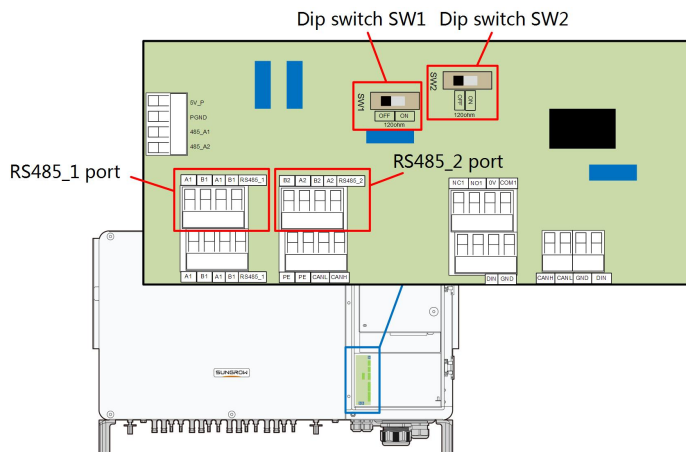 Dip switch SW1 Dip switch SW2
SW1
OFF ON
120ohm
SW2
OFF ON
120ohm
5V_P
PGND
485_A1
485_A2
RS485_1 port
RS485_2 port
A1 B1 A1 B1 RS485_1
B2 A2 B2 A2 RS485_2
NC1 NO1 0V COM1
A1 B1 A1 B1 RS485_1
PE PE CANL CANH
DIN GND
CANH CANL GND DIN
SUNGROW